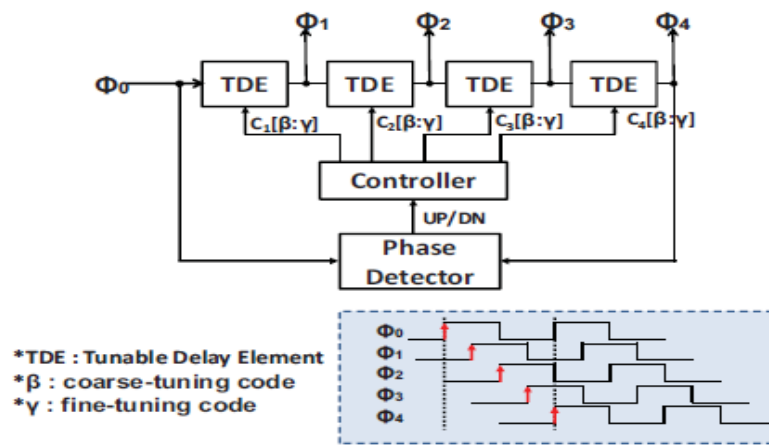 Φ1 Φ2 Φ3 Φ4
Φ0 TDE TDE TDE TDE
C1[β:γ] C2[β:γ] C3[β:γ] C4[β:γ]
Controller
UP/DN
Phase
Detector
*TDE : Tunable Delay Element
*β : coarse-tuning code
*γ : fine-tuning code
Φ0
Φ1
Φ2
Φ3
Φ4